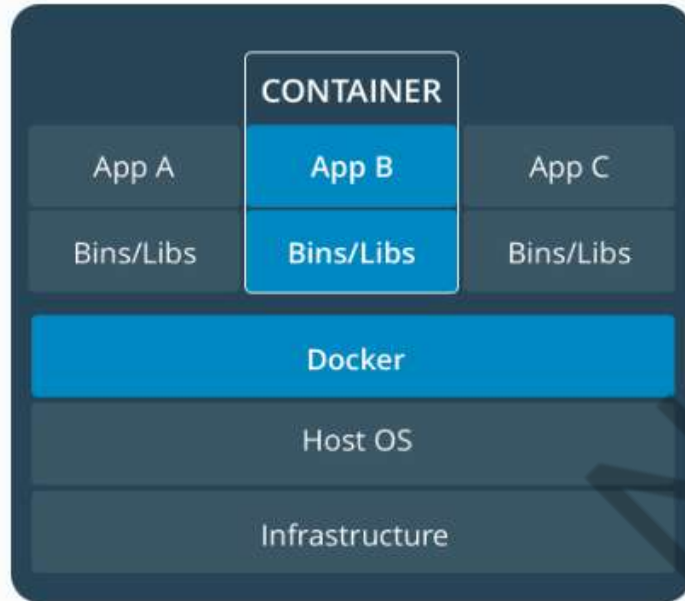 CONTAINER
App A App B App C
Bins/Libs Bins/Libs Bins/Libs
Docker
Host OS
Infrastructure